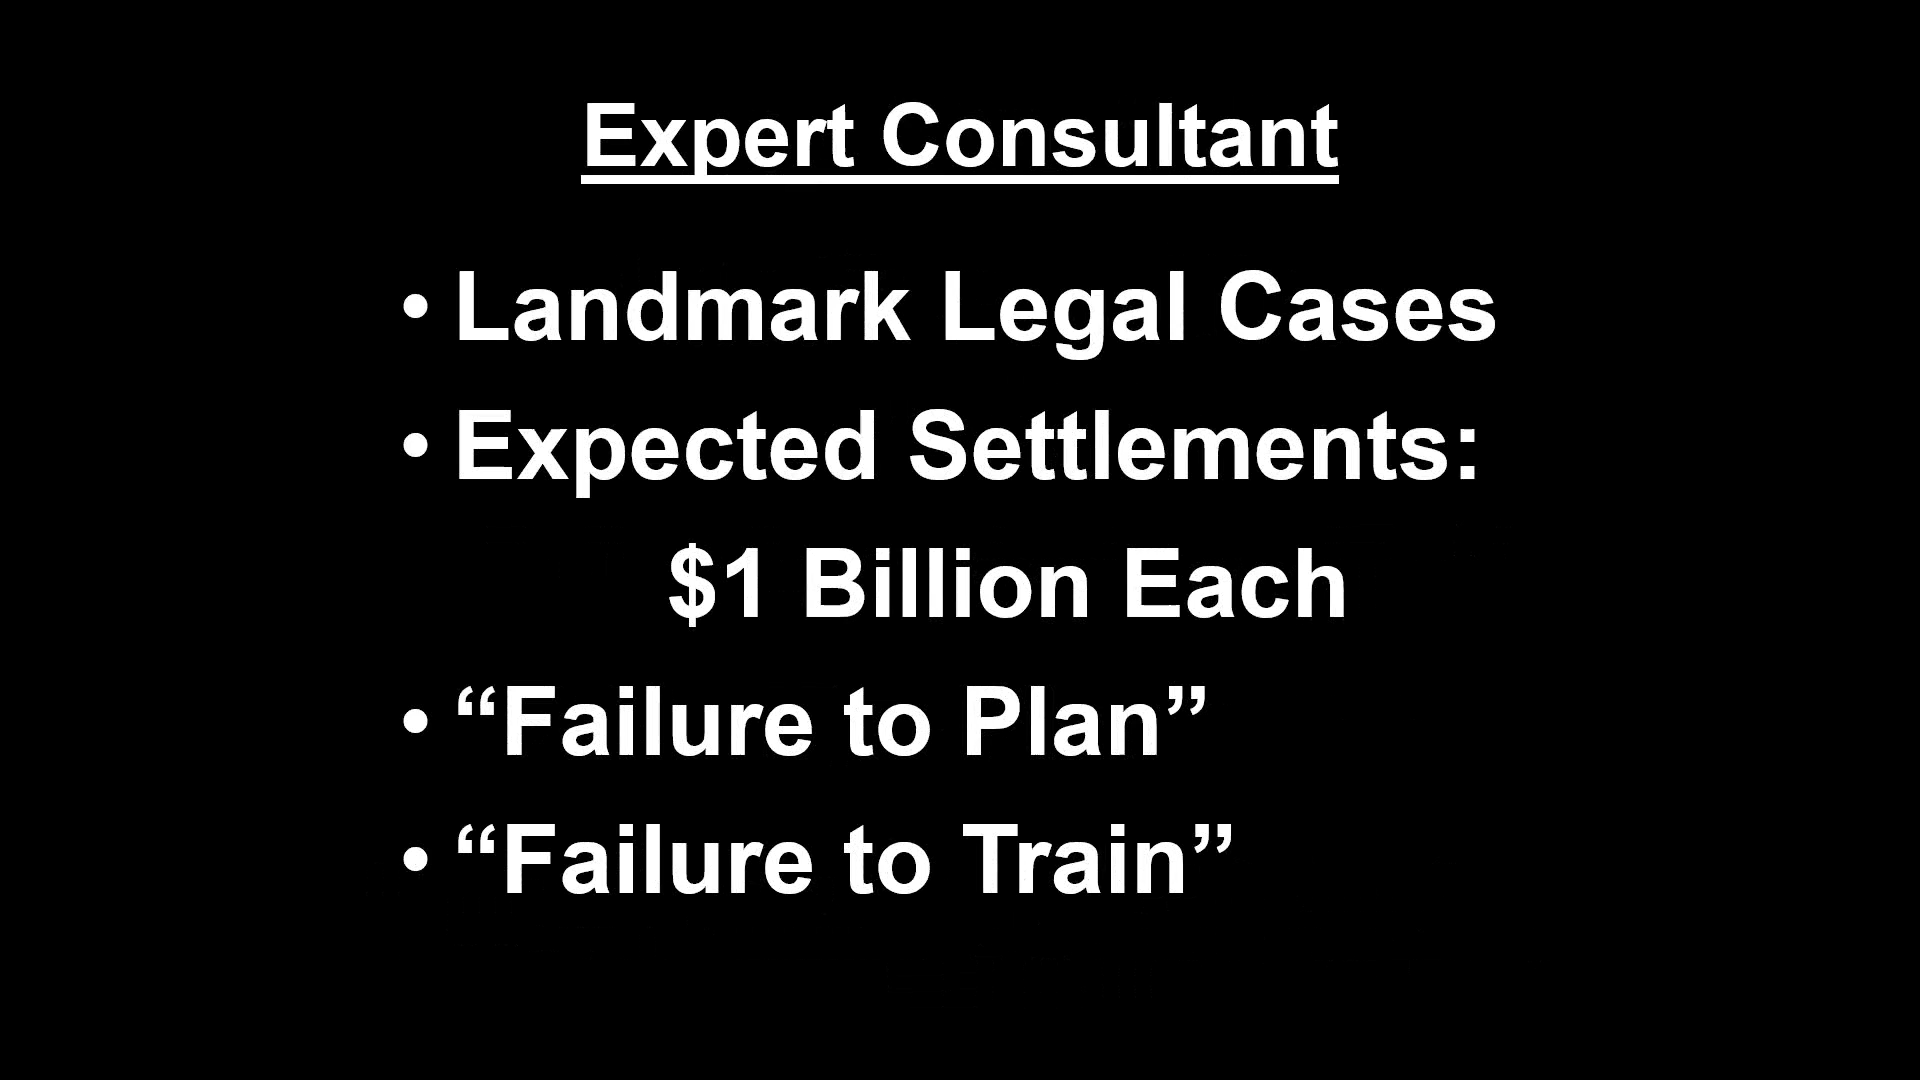 Expert Consultant
• Landmark Legal Cases
• Expected Settlements:
$1 Billion Each
• “Failure to Plan”
• “Failure to Train”